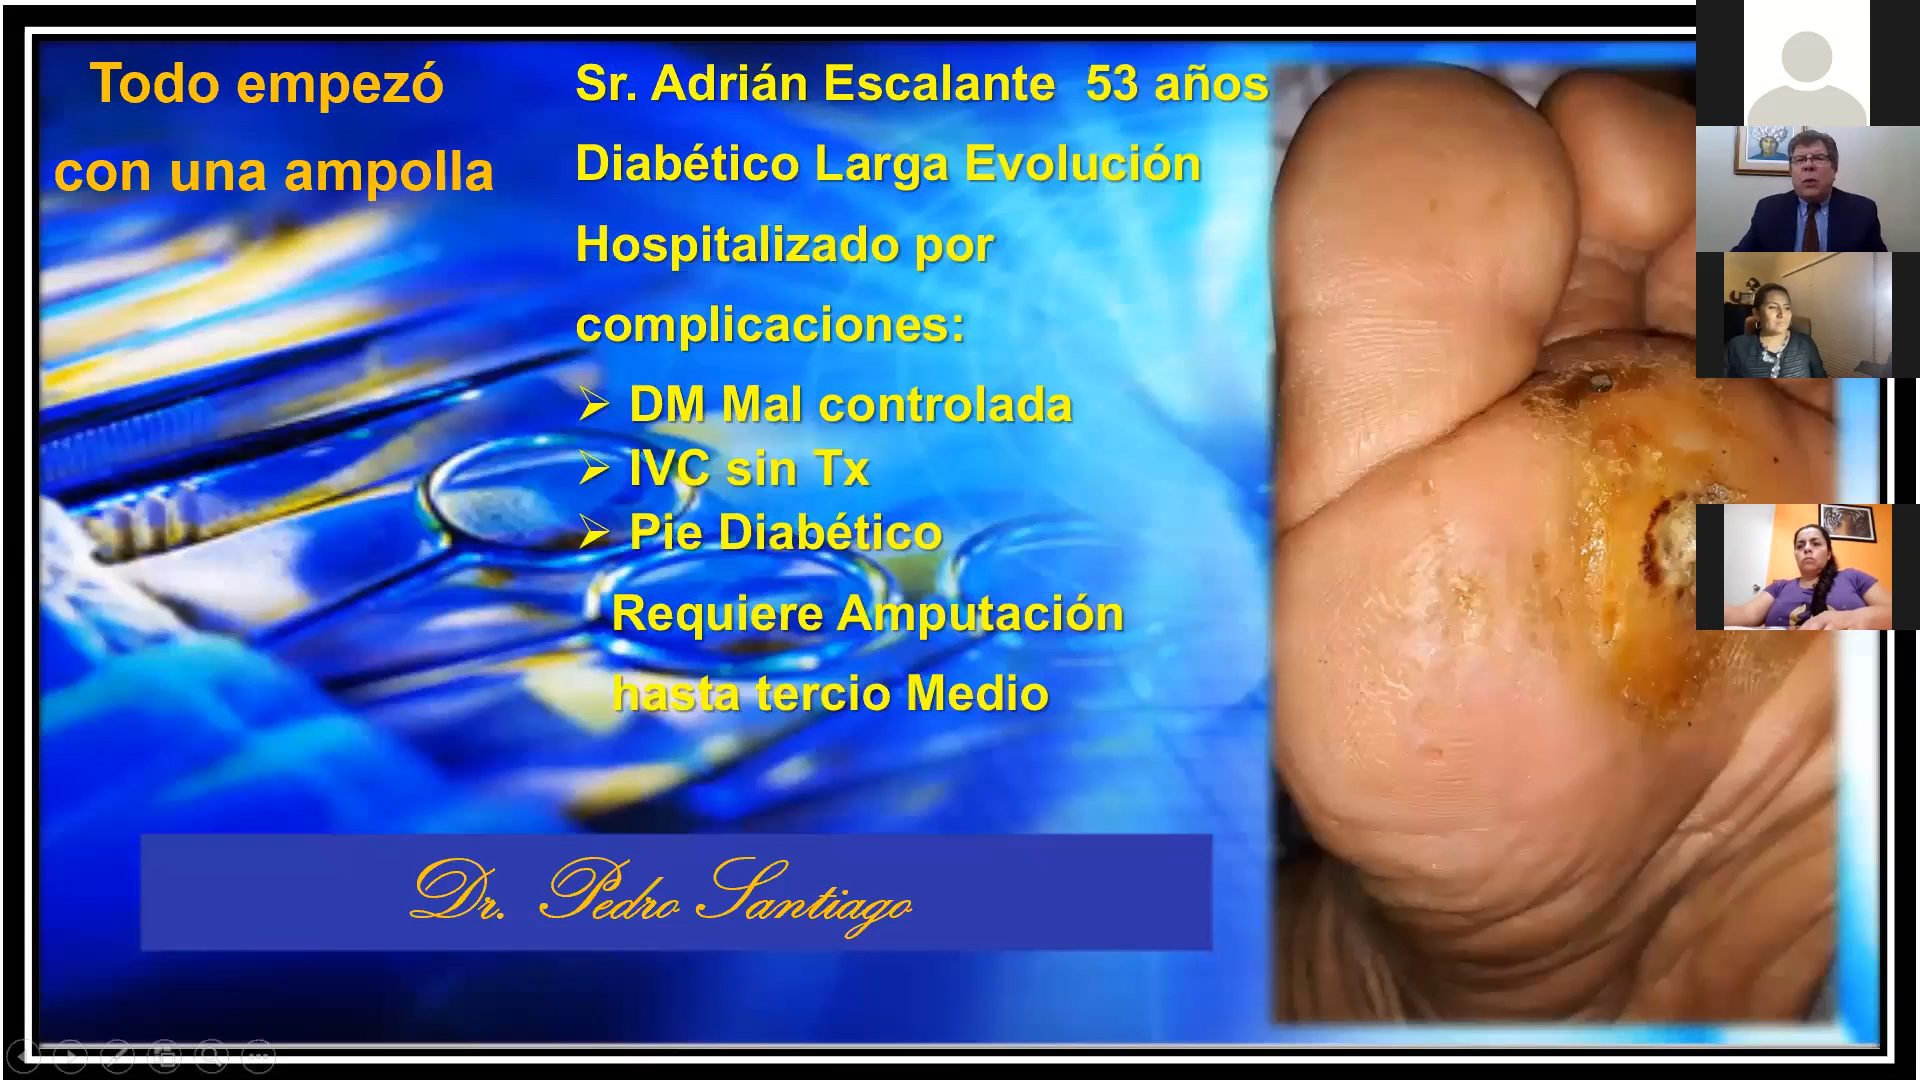 Todo empezó
con una ampolla
Sr. Adrián Escalante 53 años
Diabético Larga Evolución
Hospitalizado por
complicaciones:
➢ DM Mal controlada
➢ IVC sin Tx
➢ Pie Diabético
Requiere Amputación
hasta tercio Medio
Dr. Pedro Santiago